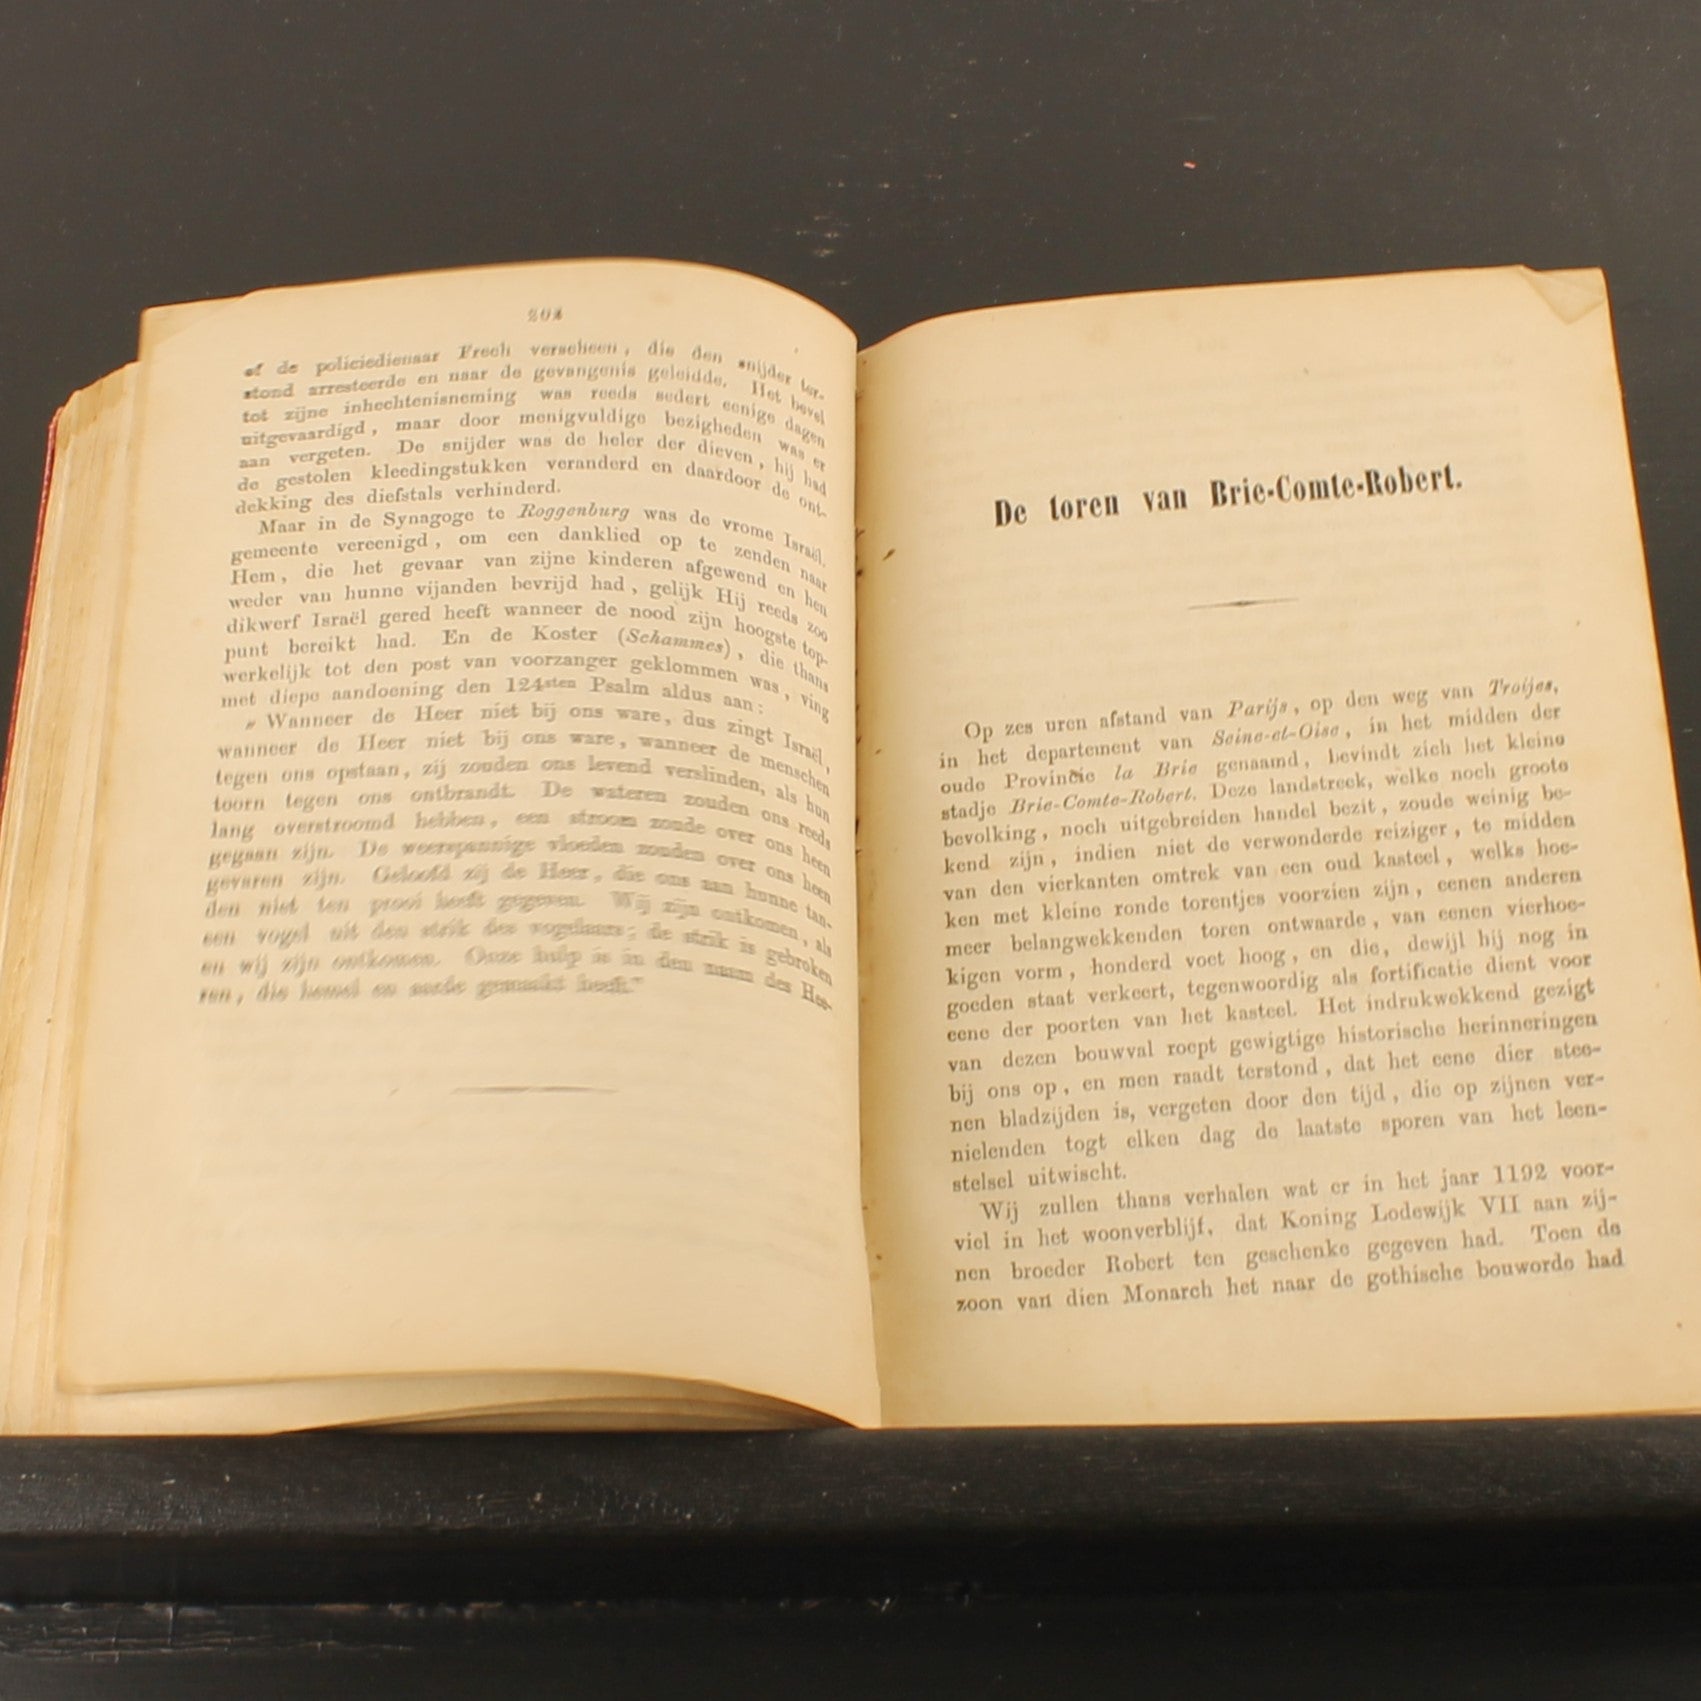 204
of de policiedienaar Frech verscheen, die den snijder ter-
stond arresteerde en naar de gevangenis geleidde. Het bevel
tot zijne inhechtenisneming was reeds sedert eenige dagen
uitgevaardigd, maar door menigvuldige bezigheden was er
aan vergeten. De snijder was de heler der dieven, hij had
de gestolen kleedingstukken veranderd en daardoor de ont-
dekking des diefstals verhinderd.
Maar in de Synagoge te Roggenburg was de vrome Israël.
gemeente vereenigd, om een danklied op te zenden naar
Hem, die het gevaar van zijne kinderen afgewend en hen
weder van hunne vijanden bevrijd had, gelijk Hij reeds zoo
dikwerf Israël gered heeft wanneer de nood zijn hoogste top-
punt bereikt had. En de Koster (Schammes), die thans
werkelijk tot den post van voorzanger geklommen was, ving
met diepe aandoening den 124sten Psalm aldus aan:
„Wanneer de Heer niet bij ons ware, dus zingt Israël,
wanneer de Heer niet bij ons ware, wanneer de menschen
tegen ons opstaan, zij zouden ons levend verslinden, als hun
toorn tegen ons ontbrandt. De wateren zouden ons reeds
lang overstroomd hebben, een stroom zoude over ons heen
gegaan zijn. De weerspannige vloeden zouden over ons heen
gevaren zijn. Geloofd zij de Heer, die ons aan hunne tan-
den niet ten prooi heeft gegeven. Wij zijn ontkomen, als
een vogel uit den strik des vogelaars; de strik is gebroken
en wij zijn ontkomen. Onze hulp is in den naam des Hee-
ren, die hemel en aarde gemaakt heeft."
De toren van Brie-Comte-Robert.
Op zes uren afstand van Parijs, op den weg van Troijes,
in het departement van Seine-et-Oise, in het midden der
oude Provincie la Brie genaamd, bevindt zich het kleine
stadje Brie-Comte-Robert. Deze landstreek, welke noch groote
bevolking, noch uitgebreiden handel bezit, zoude weinig be-
kend zijn, indien niet de verwonderde reiziger, te midden
van den vierkanten omtrek van een oud kasteel, welks hoe-
ken met kleine ronde torentjes voorzien zijn, eenen anderen
meer belangwekkenden toren ontwaarde, van eenen vierhoe-
kigen vorm, honderd voet hoog, en die, dewijl hij nog in
goeden staat verkeert, tegenwoordig als fortificatie dient voor
eene der poorten van het kasteel. Het indrukwekkend gezigt
van dezen bouwval roept gewigtige historische herinneringen
bij ons op, en men raadt terstond, dat het eene dier stee-
nen bladzijden is, vergeten door den tijd, die op zijnen ver-
nielenden togt elken dag de laatste sporen van het leen-
stelsel uitwischt.
Wij zullen thans verhalen wat er in het jaar 1192 voor-
viel in het woonverblijf, dat Koning Lodewijk VII aan zij-
nen broeder Robert ten geschenke gegeven had. Toen de
zoon van dien Monarch het naar de gothische bouworde had